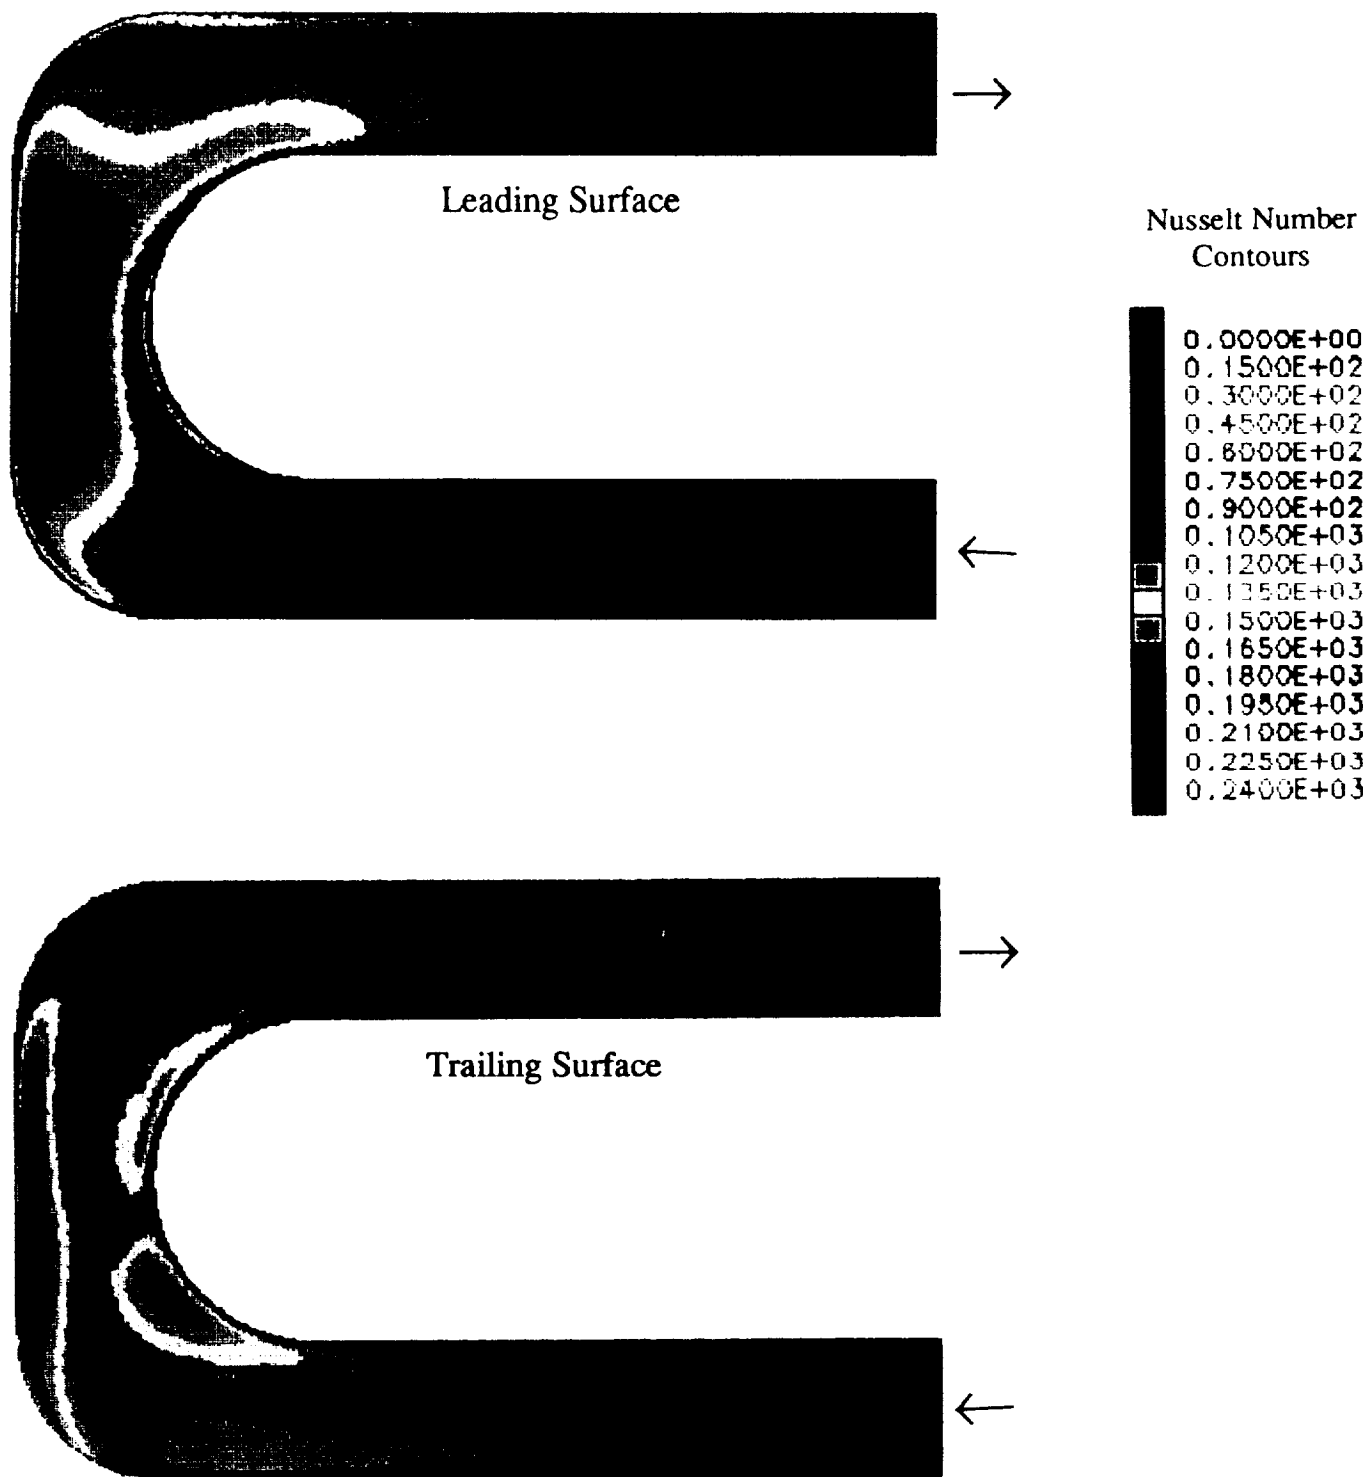 Leading Surface
Nusselt Number
Contours
0.0000E+00
0.1500E+02
0.3000E+02
0.4500E+02
0.6000E+02
0.7500E+02
0.9000E+02
0.1050E+03
0.1200E+03
0.1350E+03
0.1500E+03
0.1650E+03
0.1800E+03
0.1950E+03
0.2100E+03
0.2250E+03
0.2400E+03
Trailing Surface